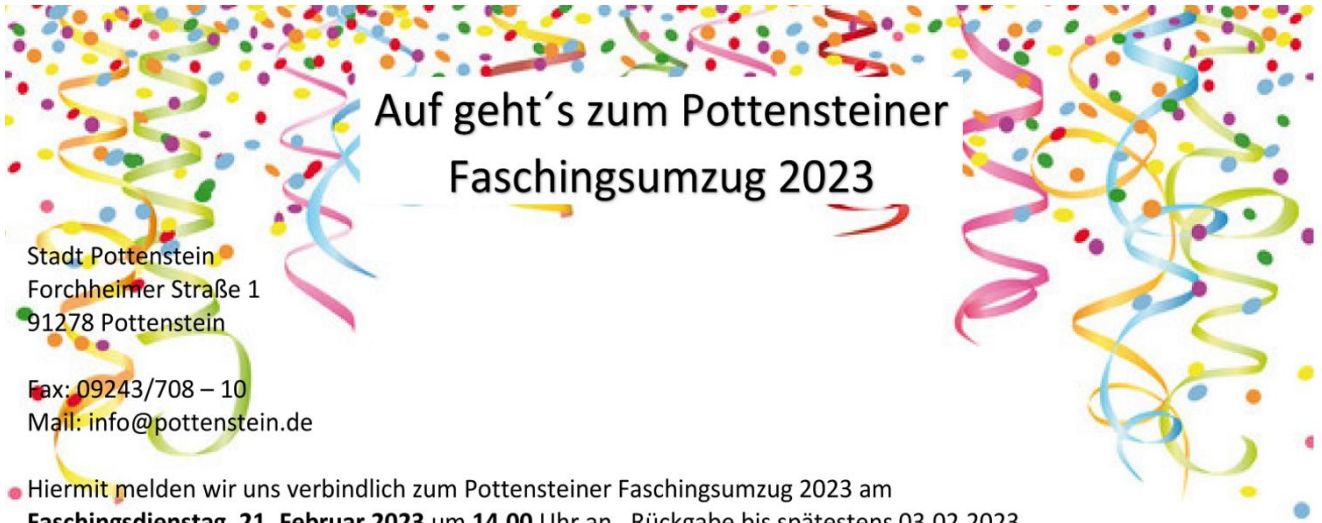 Auf geht´s zum Pottensteiner
Faschingsumzug 2023
Stadt Pottenstein
Forchheimer Straße 1
91278 Pottenstein
Fax: 09243/708 – 10
Mail: info@pottenstein.de
Hiermit melden wir uns verbindlich zum Pottensteiner Faschingsumzug 2023 am
Faschingsdienstag, 21. Februar 2023 um 14.00 Uhr an. Rückgabe bis spätestens 03.02.2023